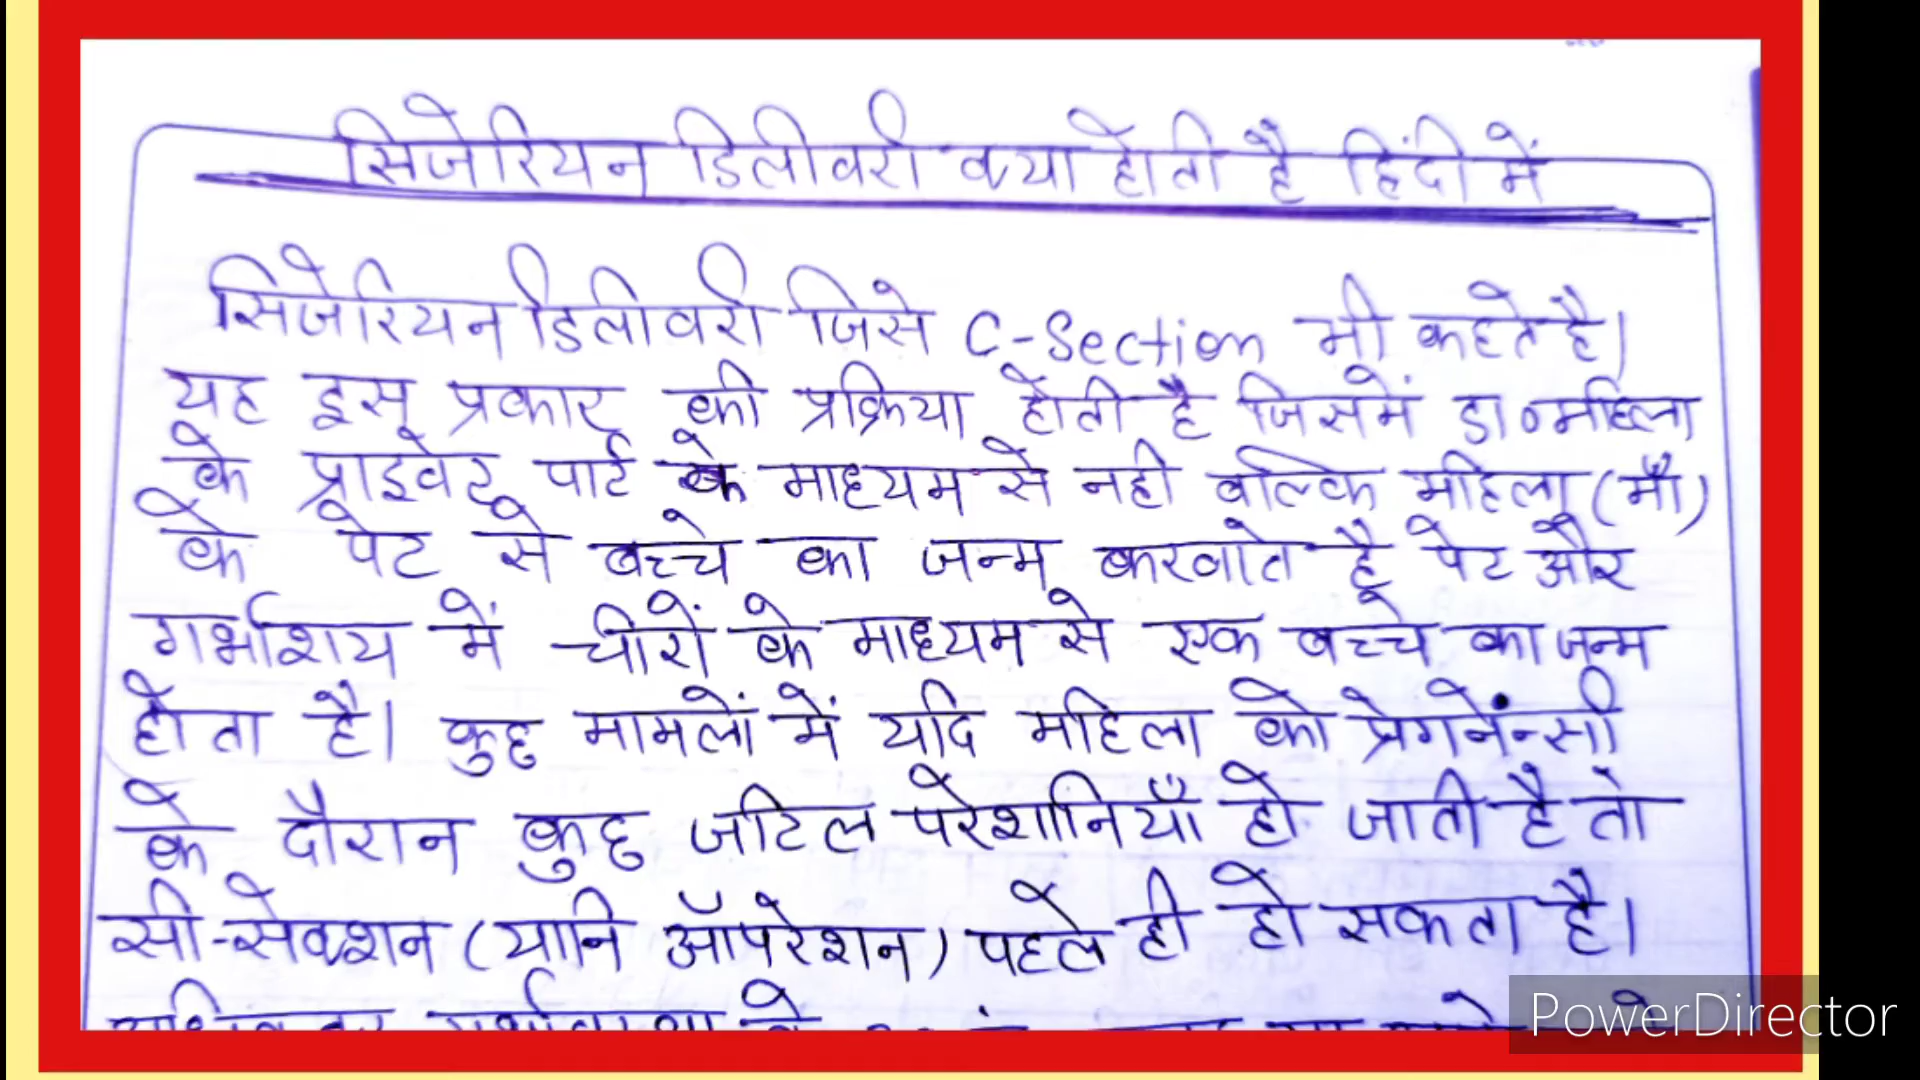 सिजेरियन डिलीवरी क्या होती है हिंदी में
सिजेरियन डिलीवरी जिसे C-Section भी कहते है।
यह इस प्रकार की प्रक्रिया होती है जिसमें डा॰महिला
के प्राइवेट पार्ट के माध्यम से नही बल्कि महिला (माँ)
के पेट से बच्चे का जन्म करवाते है पेट और
गर्भाशय में चीरों के माध्यम से एक बच्चे का जन्म
होता है। कुछ मामलों में यदि महिला को प्रेगनेंन्सी
के दौरान कुछ जटिल परेशानियाँ हो जाती है तो
सी-सेक्शन (यानि ऑपरेशन) पहले ही हो सकता है।
PowerDirector